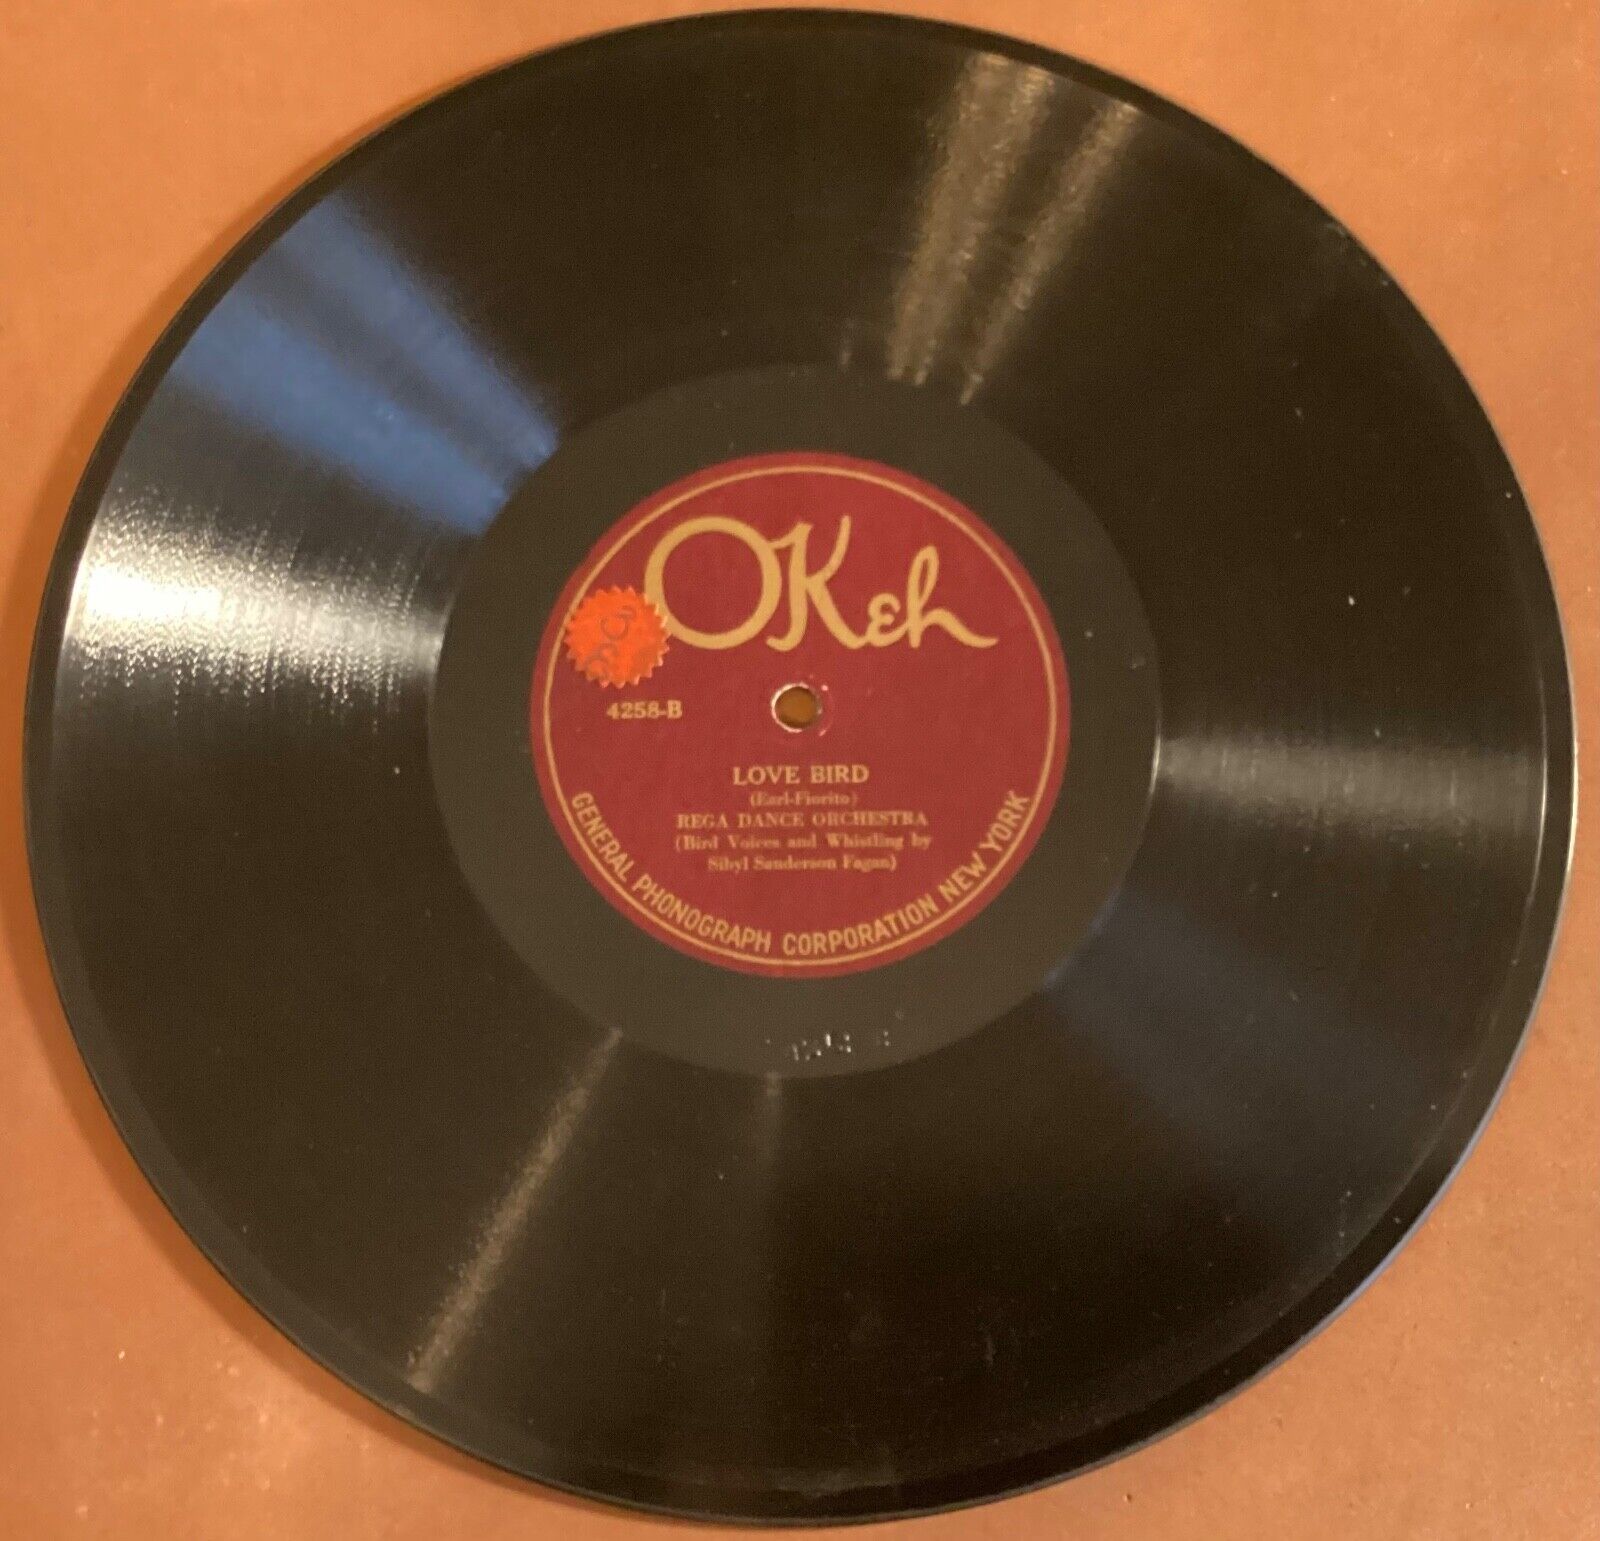 OKeh
4258-B
LOVE BIRD
(Earl-Fiorito)
REGA DANCE ORCHESTRA
(Bird Voices and Whistling by
Sibyl Sanderson Fagan)
GENERAL PHONOGRAPH CORPORATION NEW YORK